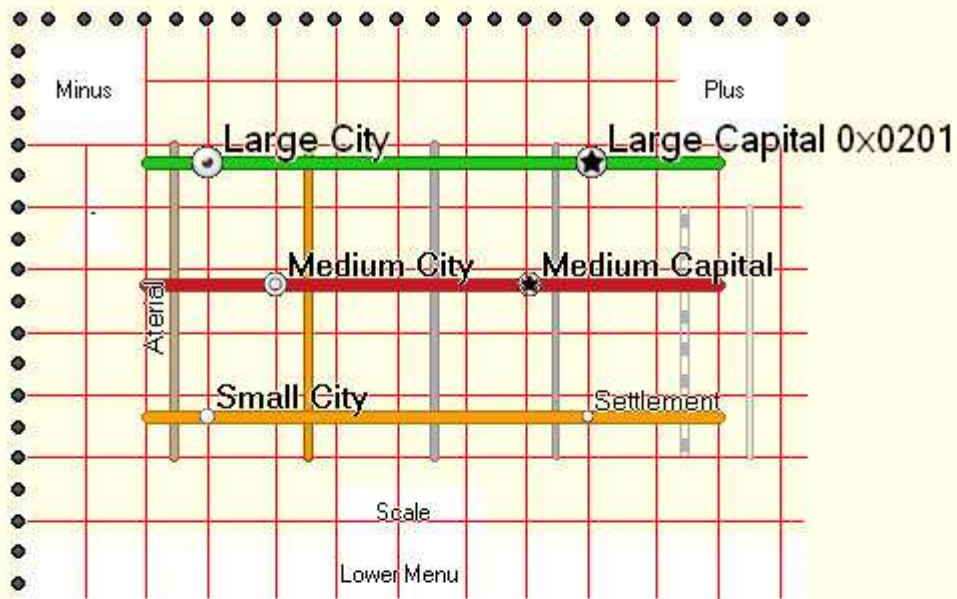 Minus
Plus
Large City
Large Capital 0x0201
Medium City
Medium Capital
Aterial
Small City
Settlement
Scale
Lower Menu